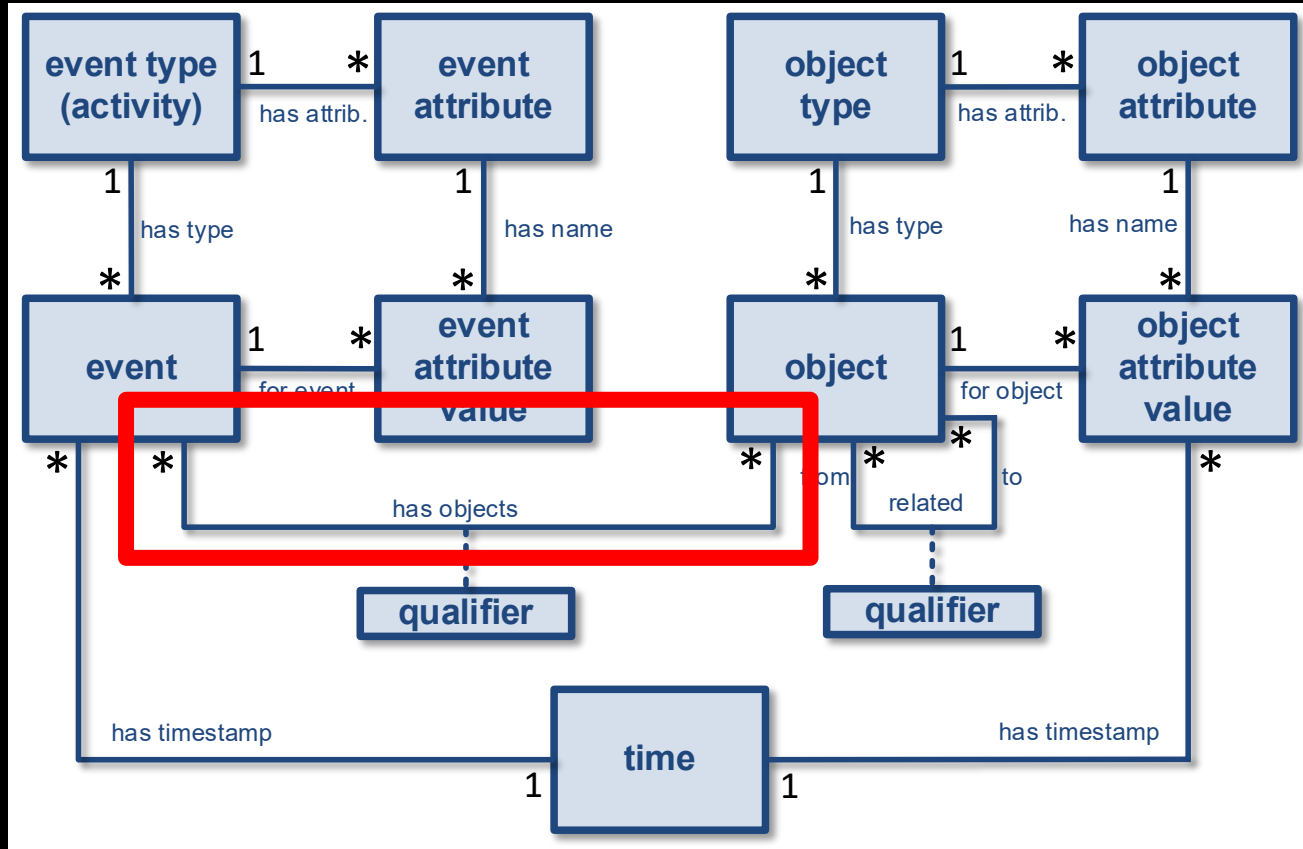 event type
(activity)
1
*
has attrib.
event
attribute
object
type
1
*
has attrib.
object
attribute
1
has type
*
1
has name
*
1
has type
*
1
has name
*
event
1
*
for event
event
attribute
value
object
1
*
for object
object
attribute
value
*
*
*
from
*
*
to
*
has objects
related
qualifier
qualifier
has timestamp
time
has timestamp
1
1